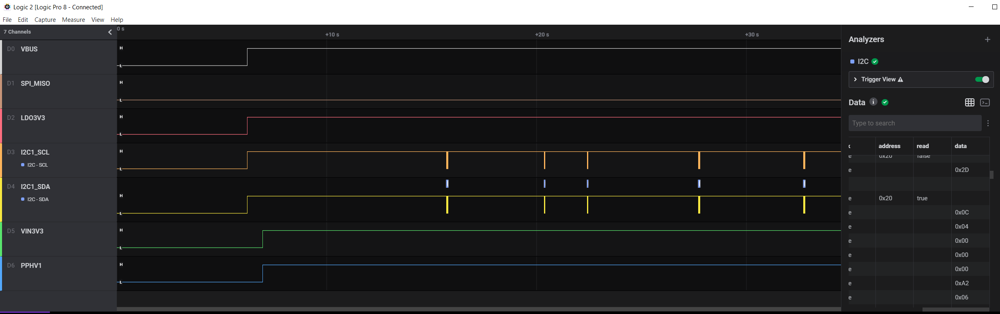 Logic 2 [Logic Pro 8 - Connected]
File Edit Capture Measure View Help
7 Channels
0 s
+10 s
+20 s
+30 s
D0 VBUS
H
L
D1 SPI_MISO
H
L
D2 LDO3V3
H
L
D3 I2C1_SCL
I2C - SCL
H
L
D4 I2C1_SDA
I2C - SDA
H
L
D5 VIN3V3
H
L
D6 PPHV1
H
L
Analyzers
I2C
Trigger View
Data
Type to search
address read data
e 0x20 false
e 0x2D
e 0x20 true
e 0x0C
e 0x04
e 0x00
e 0x00
e 0x00
e 0xA2
e 0x06